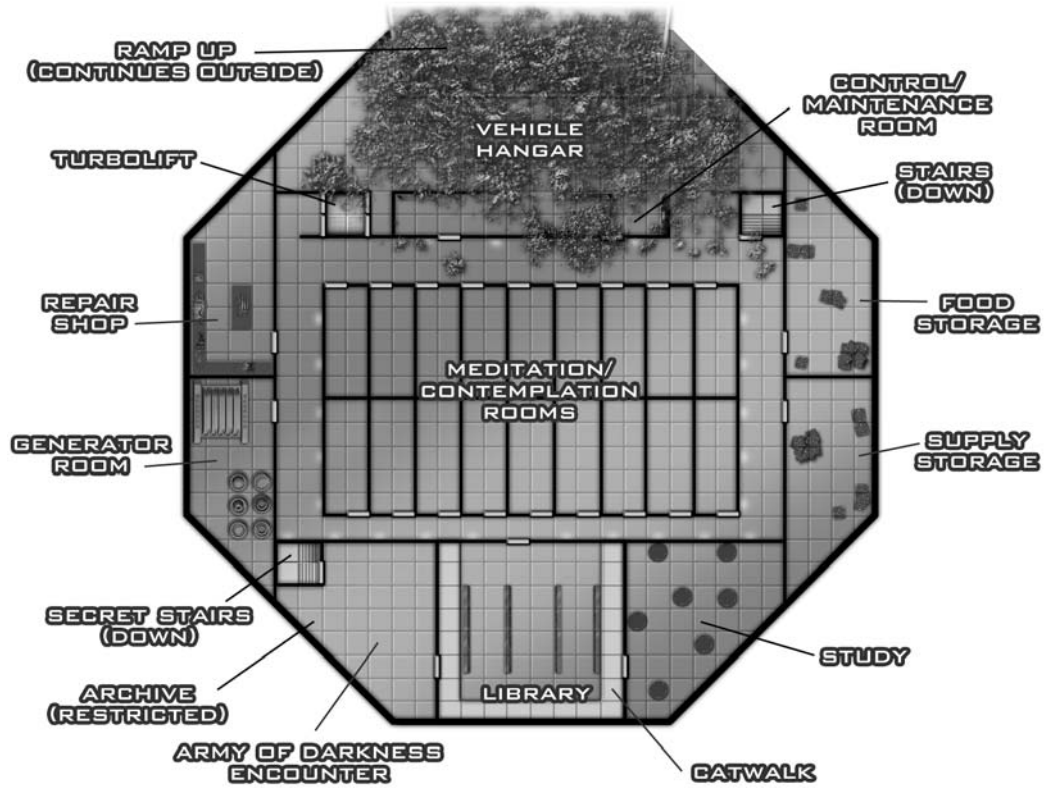 RAMP UP
(CONTINUES OUTSIDE)
CONTROL/
MAINTENANCE
ROOM
VEHICLE
HANGAR
TURBOLIFT
STAIRS
(DOWN)
REPAIR
SHOP
FOOD
STORAGE
MEDITATION/
CONTEMPLATION
ROOMS
GENERATOR
ROOM
SUPPLY
STORAGE
SECRET STAIRS
(DOWN)
STUDY
ARCHIVE
(RESTRICTED)
LIBRARY
ARMY OF DARKNESS
ENCOUNTER
CATWALK